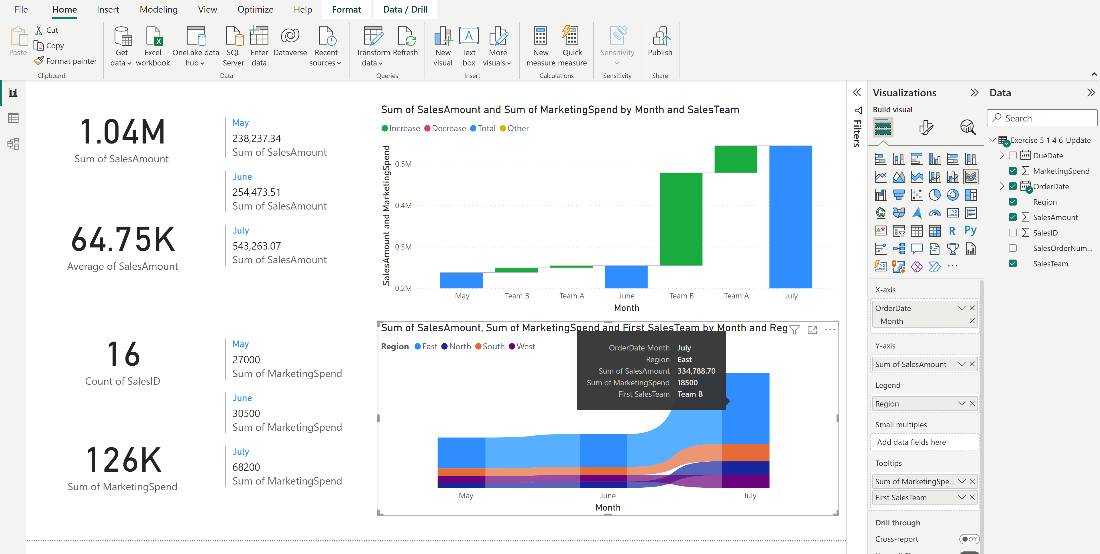 File Home Insert Modeling View Optimize Help Format Data / Drill
Paste
Cut
Copy
Format painter
Clipboard
Get data
Excel workbook
OneLake data hub
SQL Server
Enter data
Dataverse
Recent sources
Data
Transform data
Refresh
Queries
New visual
Text box
More visuals
Insert
New measure
Quick measure
Calculations
Sensitivity
Sensitivity
Publish
Share
1.04M
Sum of SalesAmount
64.75K
Average of SalesAmount
16
Count of SalesID
126K
Sum of MarketingSpend
May
238,237.34
Sum of SalesAmount
June
254,473.51
Sum of SalesAmount
July
543,263.07
Sum of SalesAmount
May
27000
Sum of MarketingSpend
June
30500
Sum of MarketingSpend
July
68200
Sum of MarketingSpend
Sum of SalesAmount and Sum of MarketingSpend by Month and SalesTeam
Increase Decrease Total Other
SalesAmount and MarketingSpend
0.5M
0.4M
0.3M
0.2M
May Team B Team A June Team B Team A July
Month
Sum of SalesAmount, Sum of MarketingSpend and First SalesTeam by Month and Reg
Region East North South West
OrderDate Month July
Region East
Sum of SalesAmount 334,788.70
Sum of MarketingSpend 18500
First SalesTeam Team B
May June July
Month
Filters
Visualizations
Build visual
R Py
X-axis
OrderDate
Month
Y-axis
Sum of SalesAmount
Legend
Region
Small multiples
Add data fields here
Tooltips
Sum of MarketingSpe...
First SalesTeam
Drill through
Cross-report
Off
Data
Search
Exercise 5 1 4 6 Update
DueDate
MarketingSpend
OrderDate
Region
SalesAmount
SalesID
SalesOrderNum...
SalesTeam